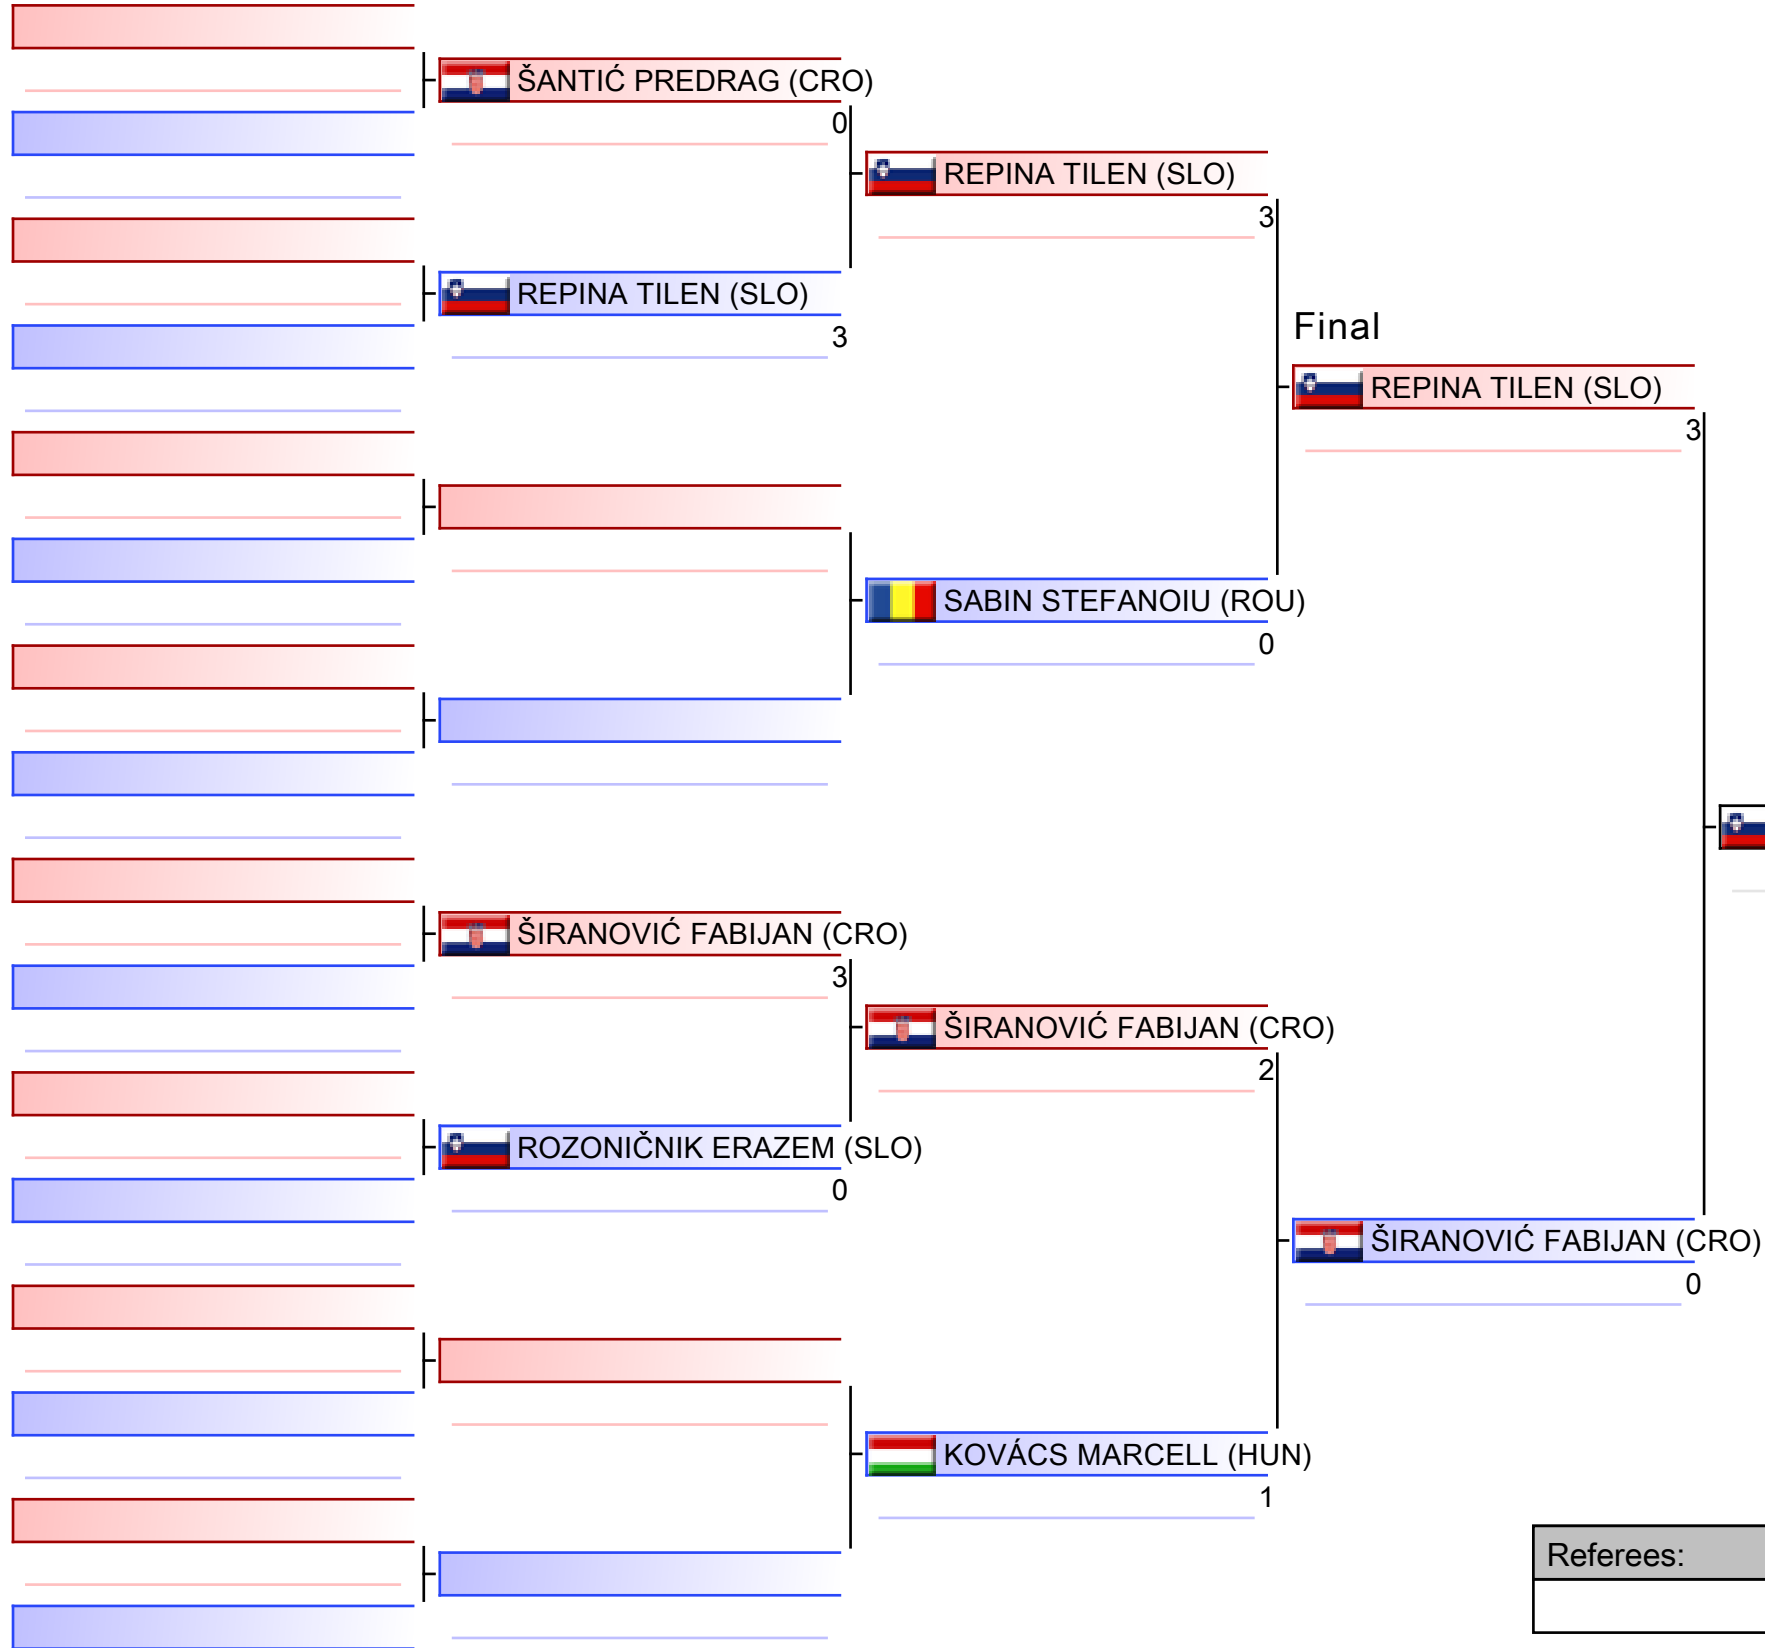 ŠANTIĆ PREDRAG (CRO)
0
REPINA TILEN (SLO)
3
REPINA TILEN (SLO)
3
Final
REPINA TILEN (SLO)
3
SABIN STEFANOIU (ROU)
0
ŠIRANOVIĆ FABIJAN (CRO)
3
ŠIRANOVIĆ FABIJAN (CRO)
2
ROZONIČNIK ERAZEM (SLO)
0
ŠIRANOVIĆ FABIJAN (CRO)
0
KOVÁCS MARCELL (HUN)
1
Referees: